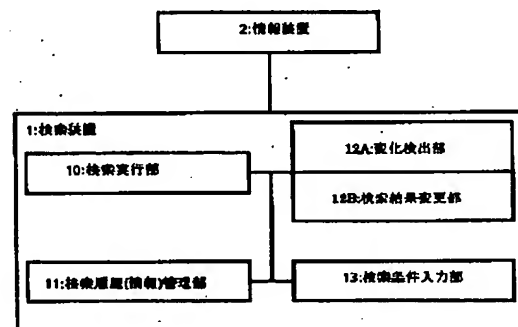 2:情報装置
1:検索装置
12A:変化検出部
10:検索実行部
12B:検索結果変更部
11:検索履歴(情報)管理部
13:検索条件入力部